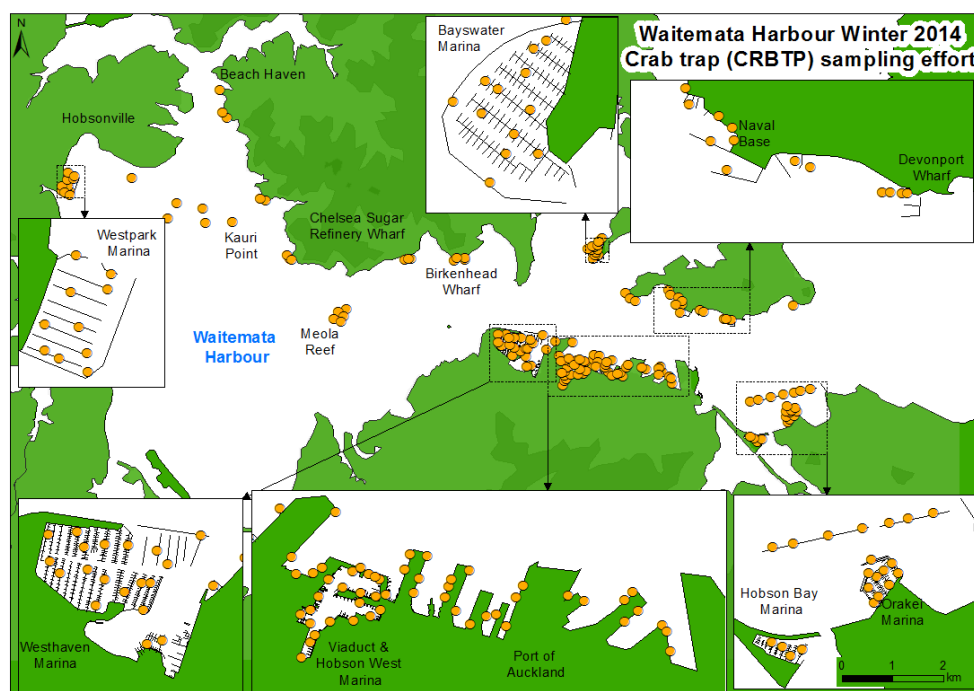 N
Waitemata Harbour Winter 2014
Crab trap (CRBTP) sampling effort
Bayswater
Marina
Beach Haven
Hobsonville
Naval
Base
Devonport
Wharf
Westpark
Marina
Kauri
Point
Chelsea Sugar
Refinery Wharf
Birkenhead
Wharf
Meola
Reef
Waitemata
Harbour
Westhaven
Marina
Viaduct &
Hobson West
Marina
Port of
Auckland
Hobson Bay
Marina
Orakei
Marina
0 1 2
km